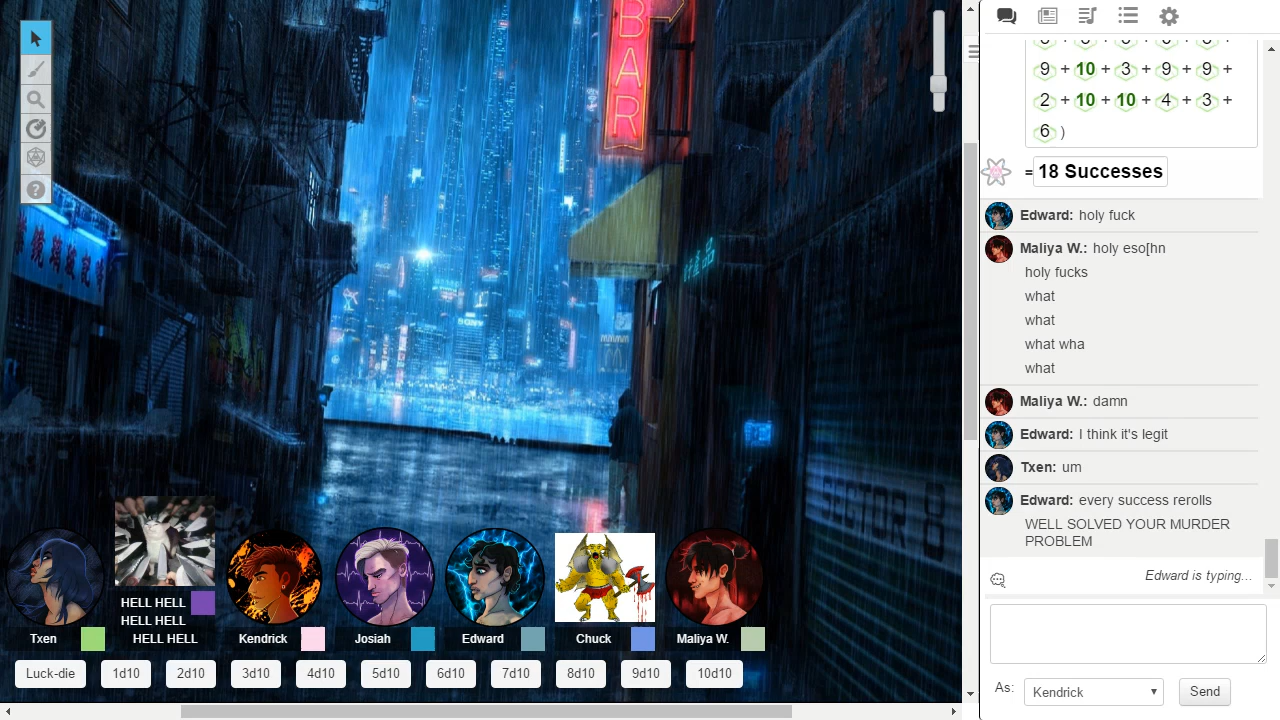 BAR
SECTOR 8
9 + 10 + 3 + 9 + 9 +
2 + 10 + 10 + 4 + 3 +
6 )
= 18 Successes
Edward: holy fuck
Maliya W.: holy eso[hn
holy fucks
what
what
what wha
what
Maliya W.: damn
Edward: I think it's legit
Txen: um
Edward: every success rerolls
WELL SOLVED YOUR MURDER
PROBLEM
Edward is typing...
As: Kendrick Send
HELL HELL
HELL HELL
HELL HELL
Txen Kendrick Josiah Edward Chuck Maliya W.
Luck-die 1d10 2d10 3d10 4d10 5d10 6d10 7d10 8d10 9d10 10d10